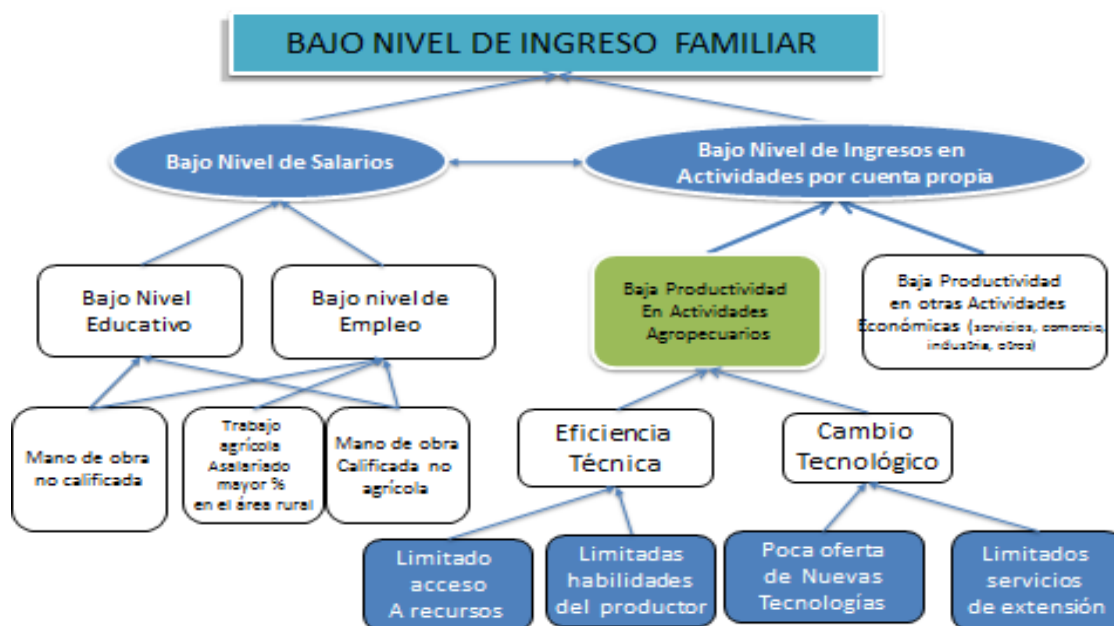 BAJO NIVEL DE INGRESO FAMILIAR
Bajo Nivel de Salarios
Bajo Nivel de Ingresos en
Actividades por cuenta propia
Bajo Nivel
Educativo
Bajo nivel de
Empleo
Baja Productividad
En Actividades
Agropecuarios
Baja Productividad
en otras Actividades
Económicas (servicios, comercio,
industria, otros)
Mano de obra
no calificada
Trabajo
agrícola
Asalariado
mayor %
en el área rural
Mano de obra
Calificada no
agrícola
Eficiencia
Técnica
Cambio
Tecnológico
Limitado
acceso
A recursos
Limitadas
habilidades
del productor
Poca oferta
de Nuevas
Tecnologías
Limitados
servicios
de extensión